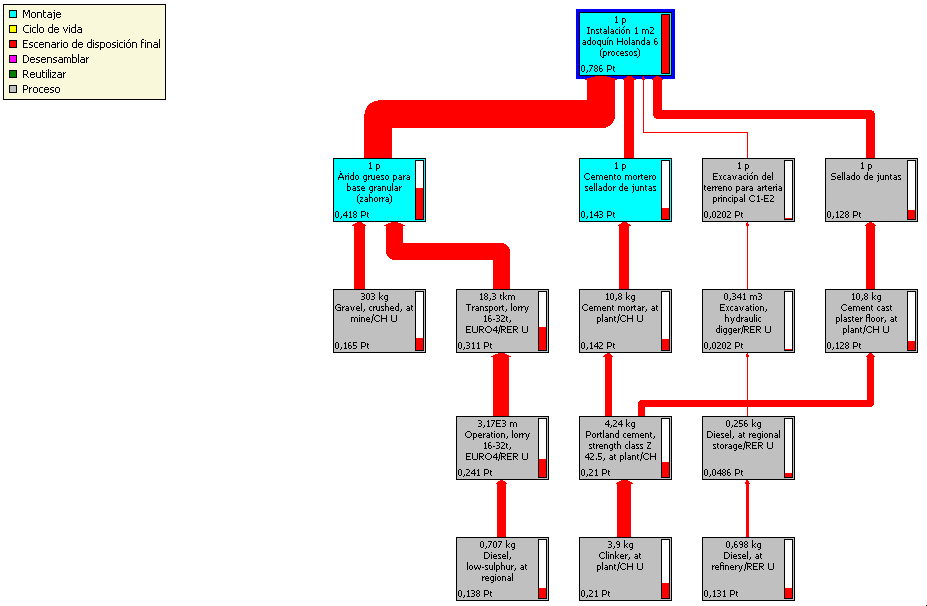 Montaje
Ciclo de vida
Escenario de disposición final
Desensamblar
Reutilizar
Proceso
1 p
Instalación 1 m2
adoquín Holanda 6
(procesos)
0,786 Pt
1 p
Árido grueso para
base granular
(zahorra)
0,418 Pt
1 p
Cemento mortero
sellador de juntas
0,143 Pt
1 p
Excavación del
terreno para arteria
principal C1-E2
0,0202 Pt
1 p
Sellado de juntas
0,128 Pt
303 kg
Gravel, crushed, at
mine/CH U
0,165 Pt
18,3 tkm
Transport, lorry
16-32t,
EURO4/RER U
0,311 Pt
10,8 kg
Cement mortar, at
plant/CH U
0,142 Pt
0,341 m3
Excavation,
hydraulic
digger/RER U
0,0202 Pt
10,8 kg
Cement cast
plaster floor, at
plant/CH U
0,128 Pt
3,17E3 m
Operation, lorry
16-32t,
EURO4/RER U
0,241 Pt
4,24 kg
Portland cement,
strength class Z
42.5, at plant/CH
0,21 Pt
0,256 kg
Diesel, at regional
storage/RER U
0,0486 Pt
0,707 kg
Diesel,
low-sulphur, at
regional
0,138 Pt
3,9 kg
Clinker, at
plant/CH U
0,21 Pt
0,698 kg
Diesel, at
refinery/RER U
0,131 Pt